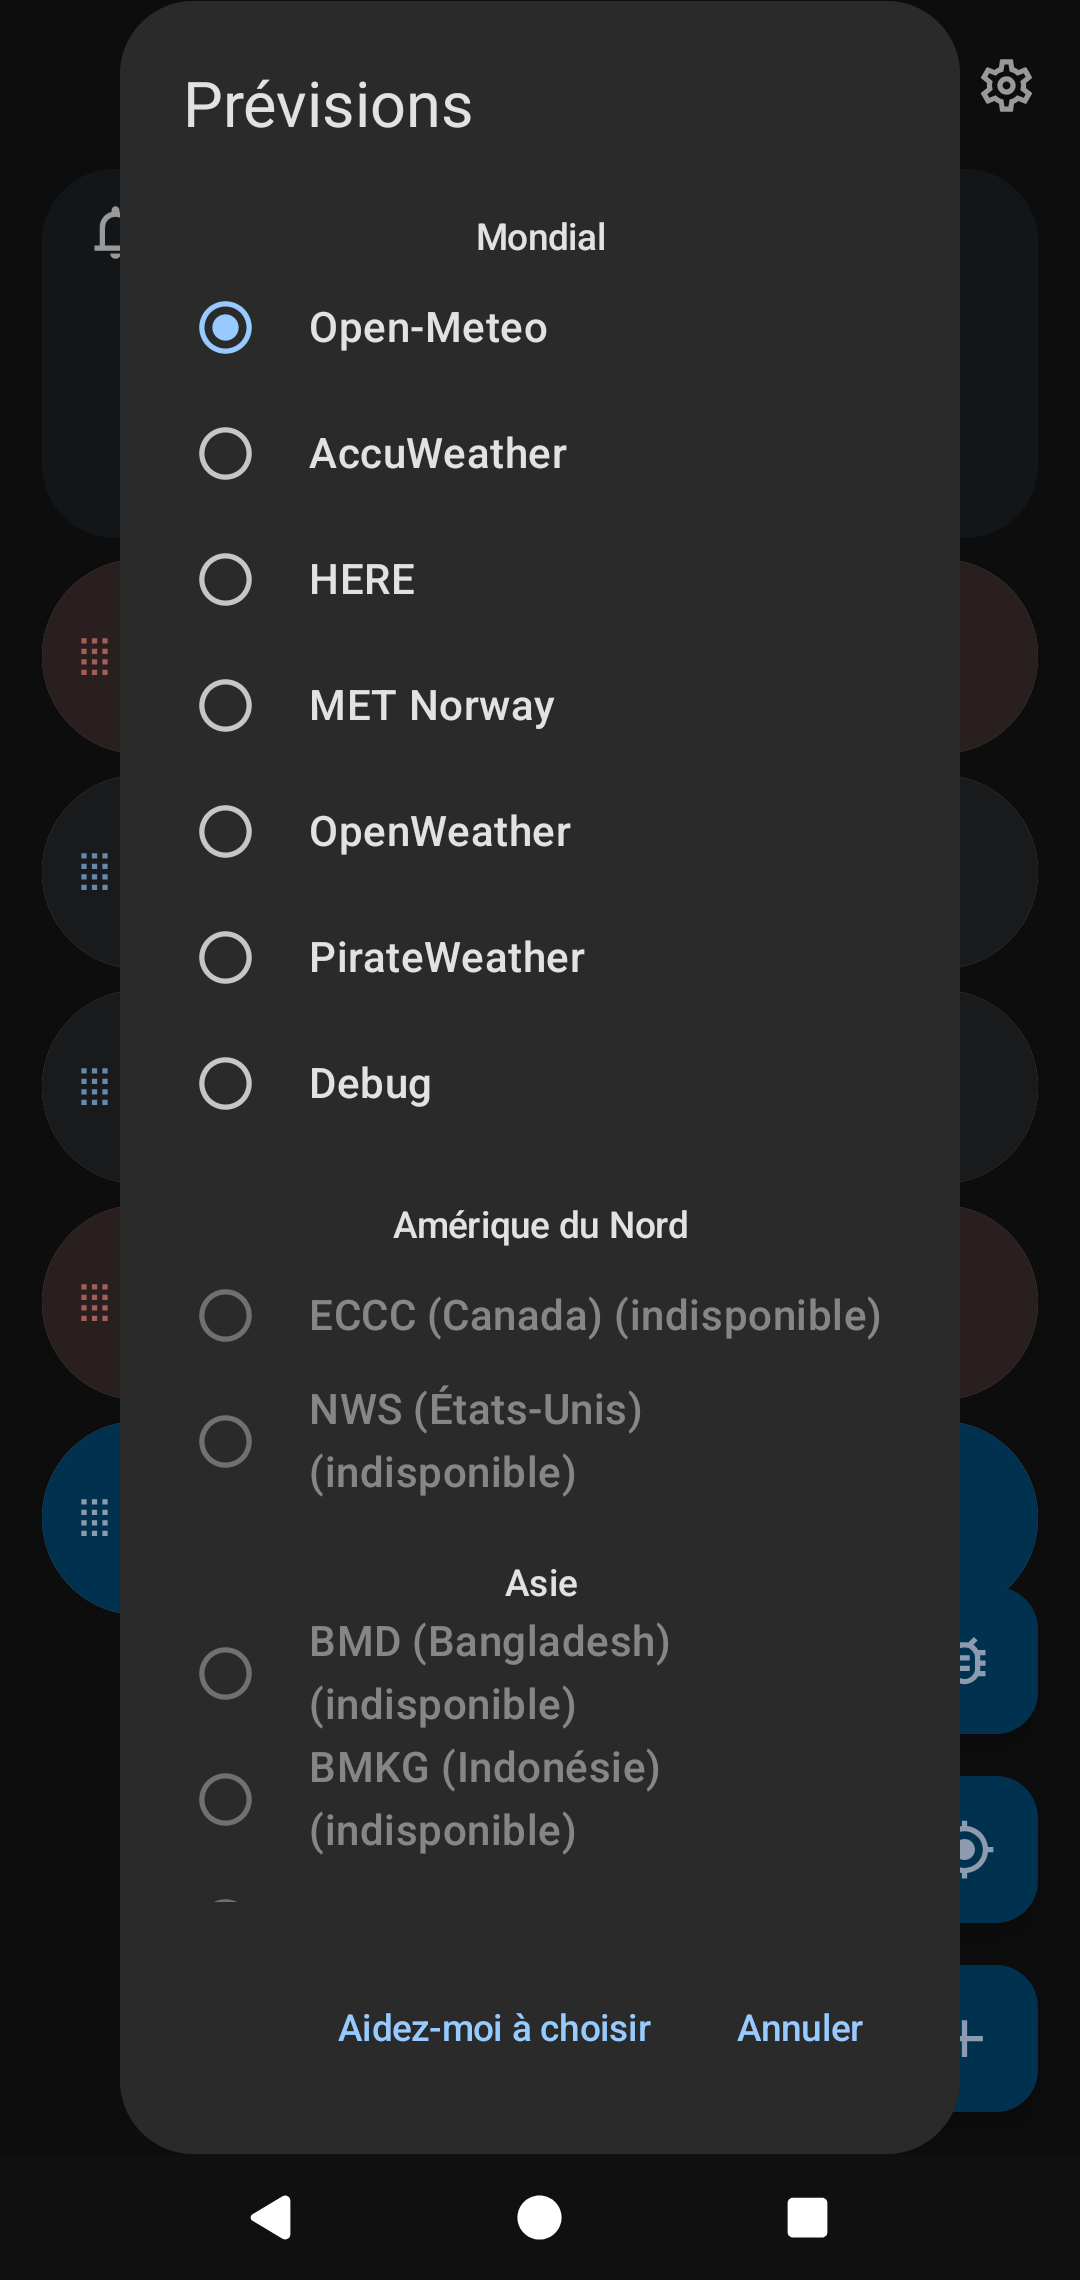 Prévisions
Mondial
Open-Meteo
AccuWeather
HERE
MET Norway
OpenWeather
PirateWeather
Debug
Amérique du Nord
ECCC (Canada) (indisponible)
NWS (États-Unis)
(indisponible)
Asie
BMD (Bangladesh)
(indisponible)
BMKG (Indonésie)
(indisponible)
Aidez-moi à choisir
Annuler